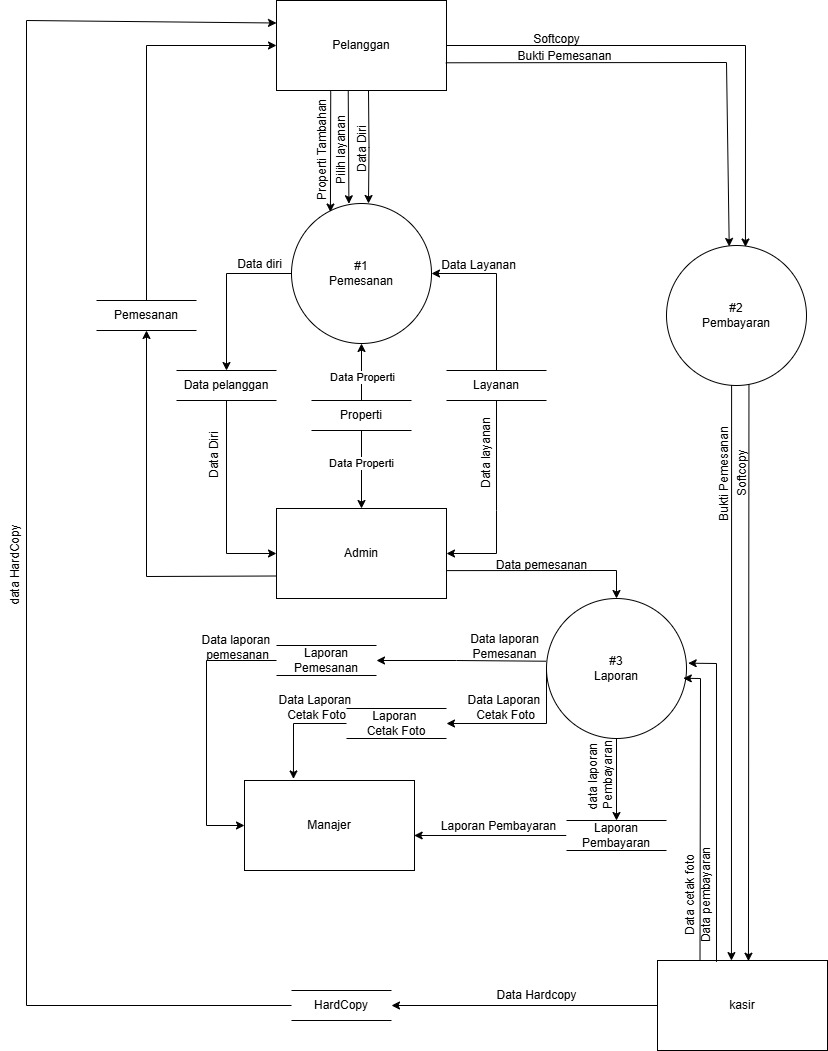 Pelanggan
Softcopy
Bukti Pemesanan
Properti Tambahan
Pilih layanan
Data Diri
#1
Pemesanan
Data diri
Data Layanan
#2
Pembayaran
Pemesanan
Data pelanggan
Data Properti
Layanan
Properti
Data Diri
Data Properti
Data layanan
Bukti Pemesanan
Softcopy
Admin
data HardCopy
Data pemesanan
#3
Laporan
Data laporan
pemesanan
Laporan
Pemesanan
Data laporan
Pemesanan
Data Laporan
Cetak Foto
Laporan
Cetak Foto
Data Laporan
Cetak Foto
data laporan
Pembayaran
Manajer
Laporan Pembayaran
Laporan
Pembayaran
Data cetak foto
Data pembayaran
HardCopy
Data Hardcopy
kasir